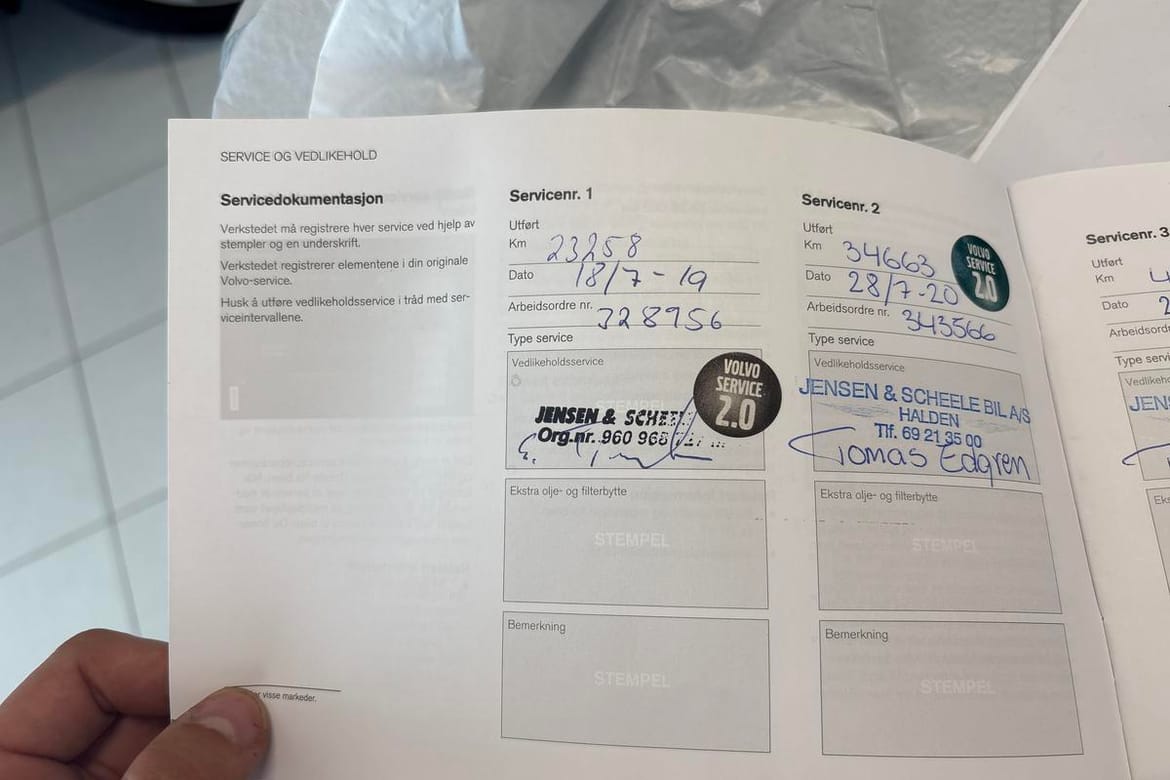 SERVICE OG VEDLIKEHOLD
Servicedokumentasjon
Verkstedet må registrere hver service ved hjelp av
stempler og en underskrift.
Verkstedet registrerer elementene i din originale
Volvo-service.
Husk å utføre vedlikeholdsservice i tråd med ser-
viceintervallene.
visse markeder.
Servicenr. 1
Utført
Km 23258
Dato 18/7-19
Arbeidsordre nr. 328956
Type service
Vedlikeholdsservice
VOLVO
SERVICE
2.0
JENSEN & SCHEE
Org.nr. 960 968
Ekstra olje- og filterbytte
STEMPEL
Bemerkning
STEMPEL
Servicenr. 2
Utført
Km 34663
Dato 28/7-20
Arbeidsordre nr. 343566
VOLVO
SERVICE
2.0
Type service
Vedlikeholdsservice
JENSEN & SCHEELE BIL A/S
HALDEN
Tlf. 69 21 35 00
Tomas Edgren
Ekstra olje- og filterbytte
STEMPEL
Bemerkning
STEMPEL
Servicenr. 3
Utført
Km
Dato
Type